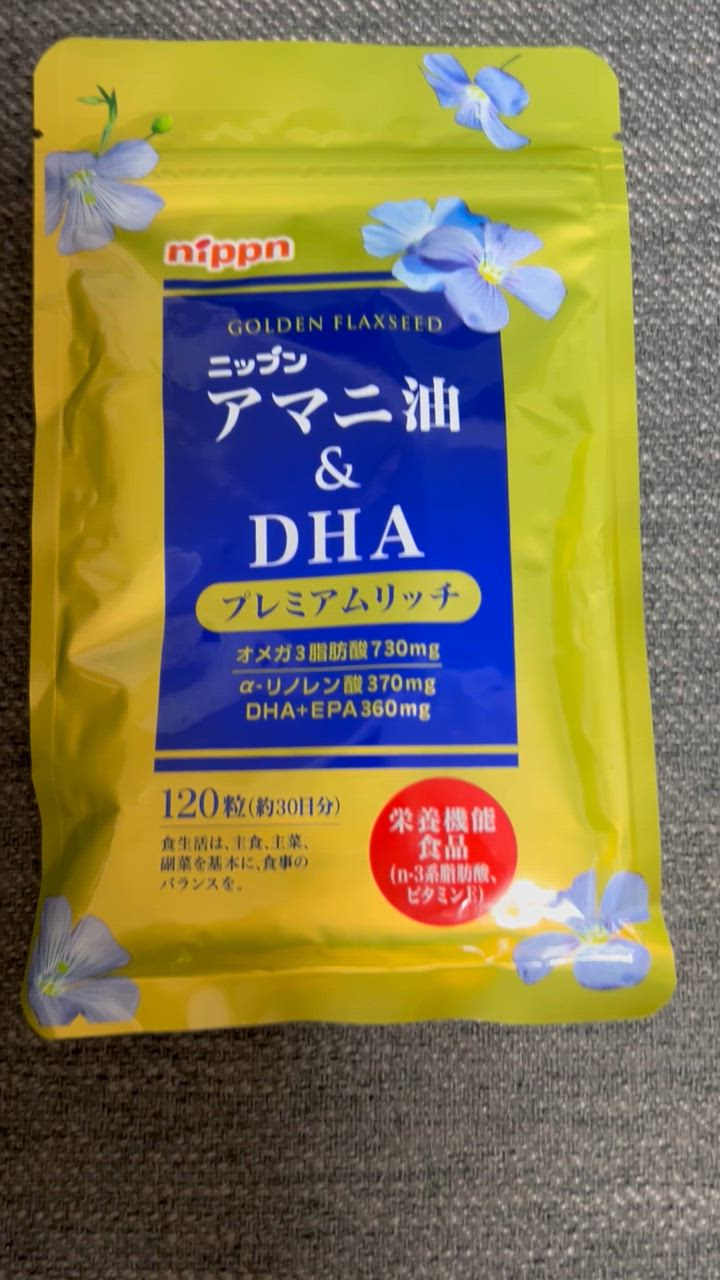 nippn
GOLDEN FLAXSEED
ニップン
アマニ油
&
DHA
プレミアムリッチ
オメガ3脂肪酸730mg
α-リノレン酸370mg
DHA+EPA360mg
120粒(約30日分)
食生活は、主食、主菜、
副菜を基本に、食事の
バランスを。
栄養機能
食品
(n-3系脂肪酸、
ビタミンE)